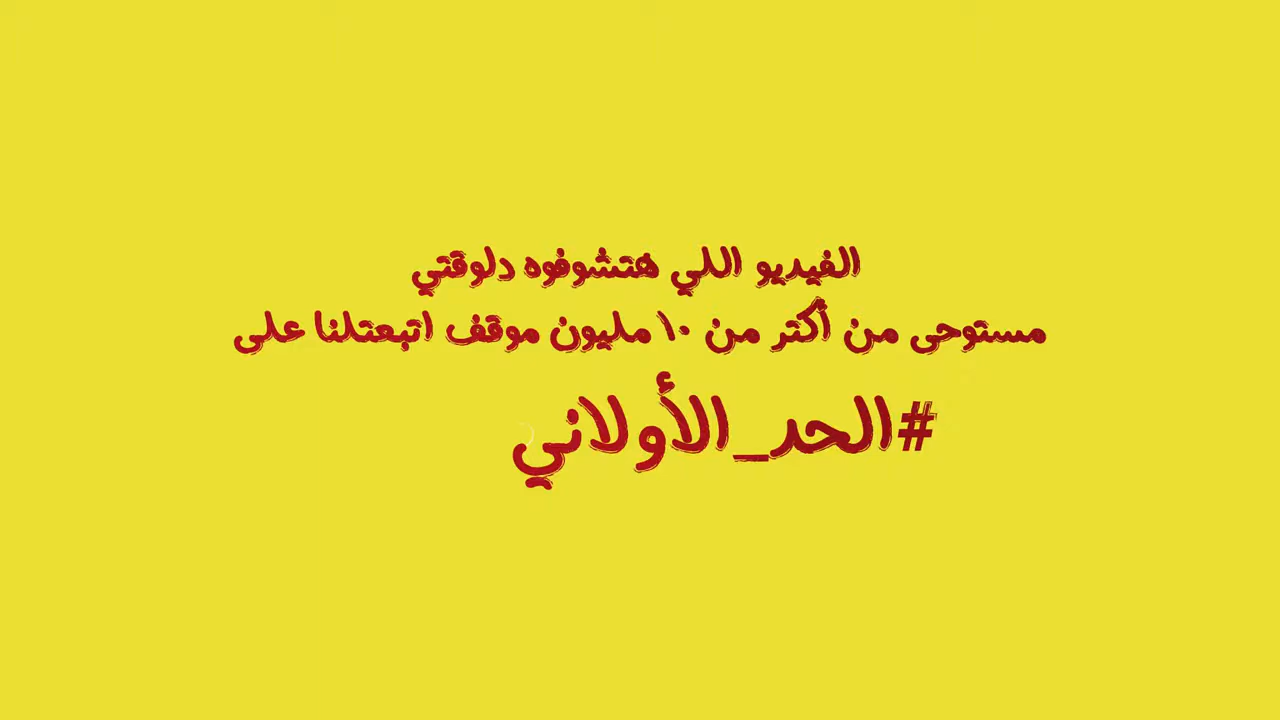 الفيديو اللي هتشوفوه دلوقتي
مستوحى من أكتر من ١٠ مليون موقف اتبعتلنا على
#الحد_الأولاني